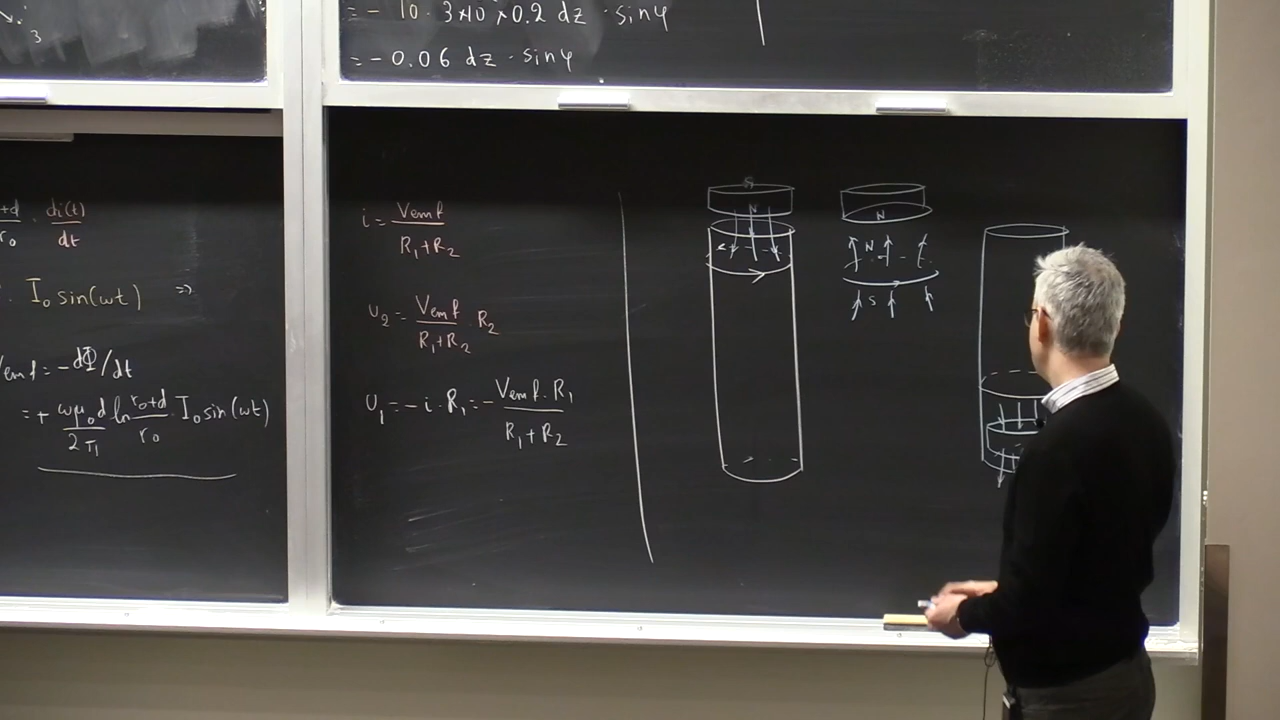 3
= - 10 · 3×10 × 0.2 dz · sinφ
= - 0.06 dz · sinφ
+d/r₀ · di(t)/dt
· I₀ sin(ωt) ⇒
Vemf = -dΦ/dt
= + ωμ₀d/2π ln r₀+d/r₀ · I₀ sin(ωt)
i = Vemf/R₁+R₂
U₂ = Vemf/R₁+R₂ · R₂
U₁ = - i · R₁ = - Vemf · R₁/R₁+R₂
S
N
N
N
S